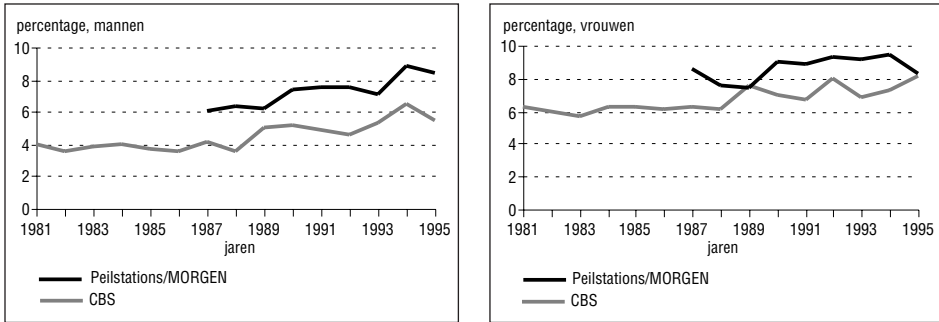 percentage, mannen
10
8
6
4
2
0
1981 1983 1985 1987 1989 1991 1993 1995
jaren
Peilstations/MORGEN
CBS
percentage, vrouwen
10
8
6
4
2
0
1981 1983 1985 1987 1989 1991 1993 1995
jaren
Peilstations/MORGEN
CBS